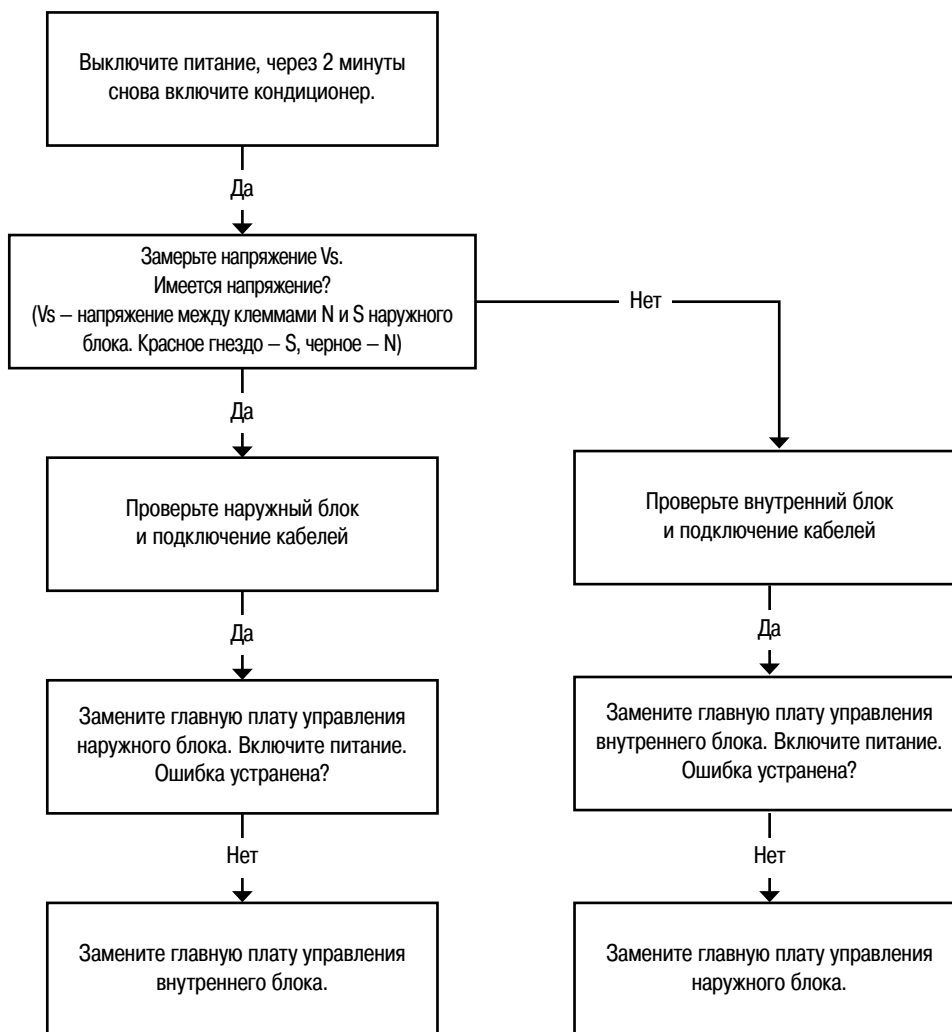 Выключите питание, через 2 минуты
снова включите кондиционер.
Да
Замерьте напряжение Vs.
Имеется напряжение?
(Vs – напряжение между клеммами N и S наружного
блока. Красное гнездо – S, черное – N)
Нет
Да
Проверьте наружный блок
и подключение кабелей
Проверьте внутренний блок
и подключение кабелей
Да
Да
Замените главную плату управления
наружного блока. Включите питание.
Ошибка устранена?
Замените главную плату управления
внутреннего блока. Включите питание.
Ошибка устранена?
Нет
Нет
Замените главную плату управления
внутреннего блока.
Замените главную плату управления
наружного блока.